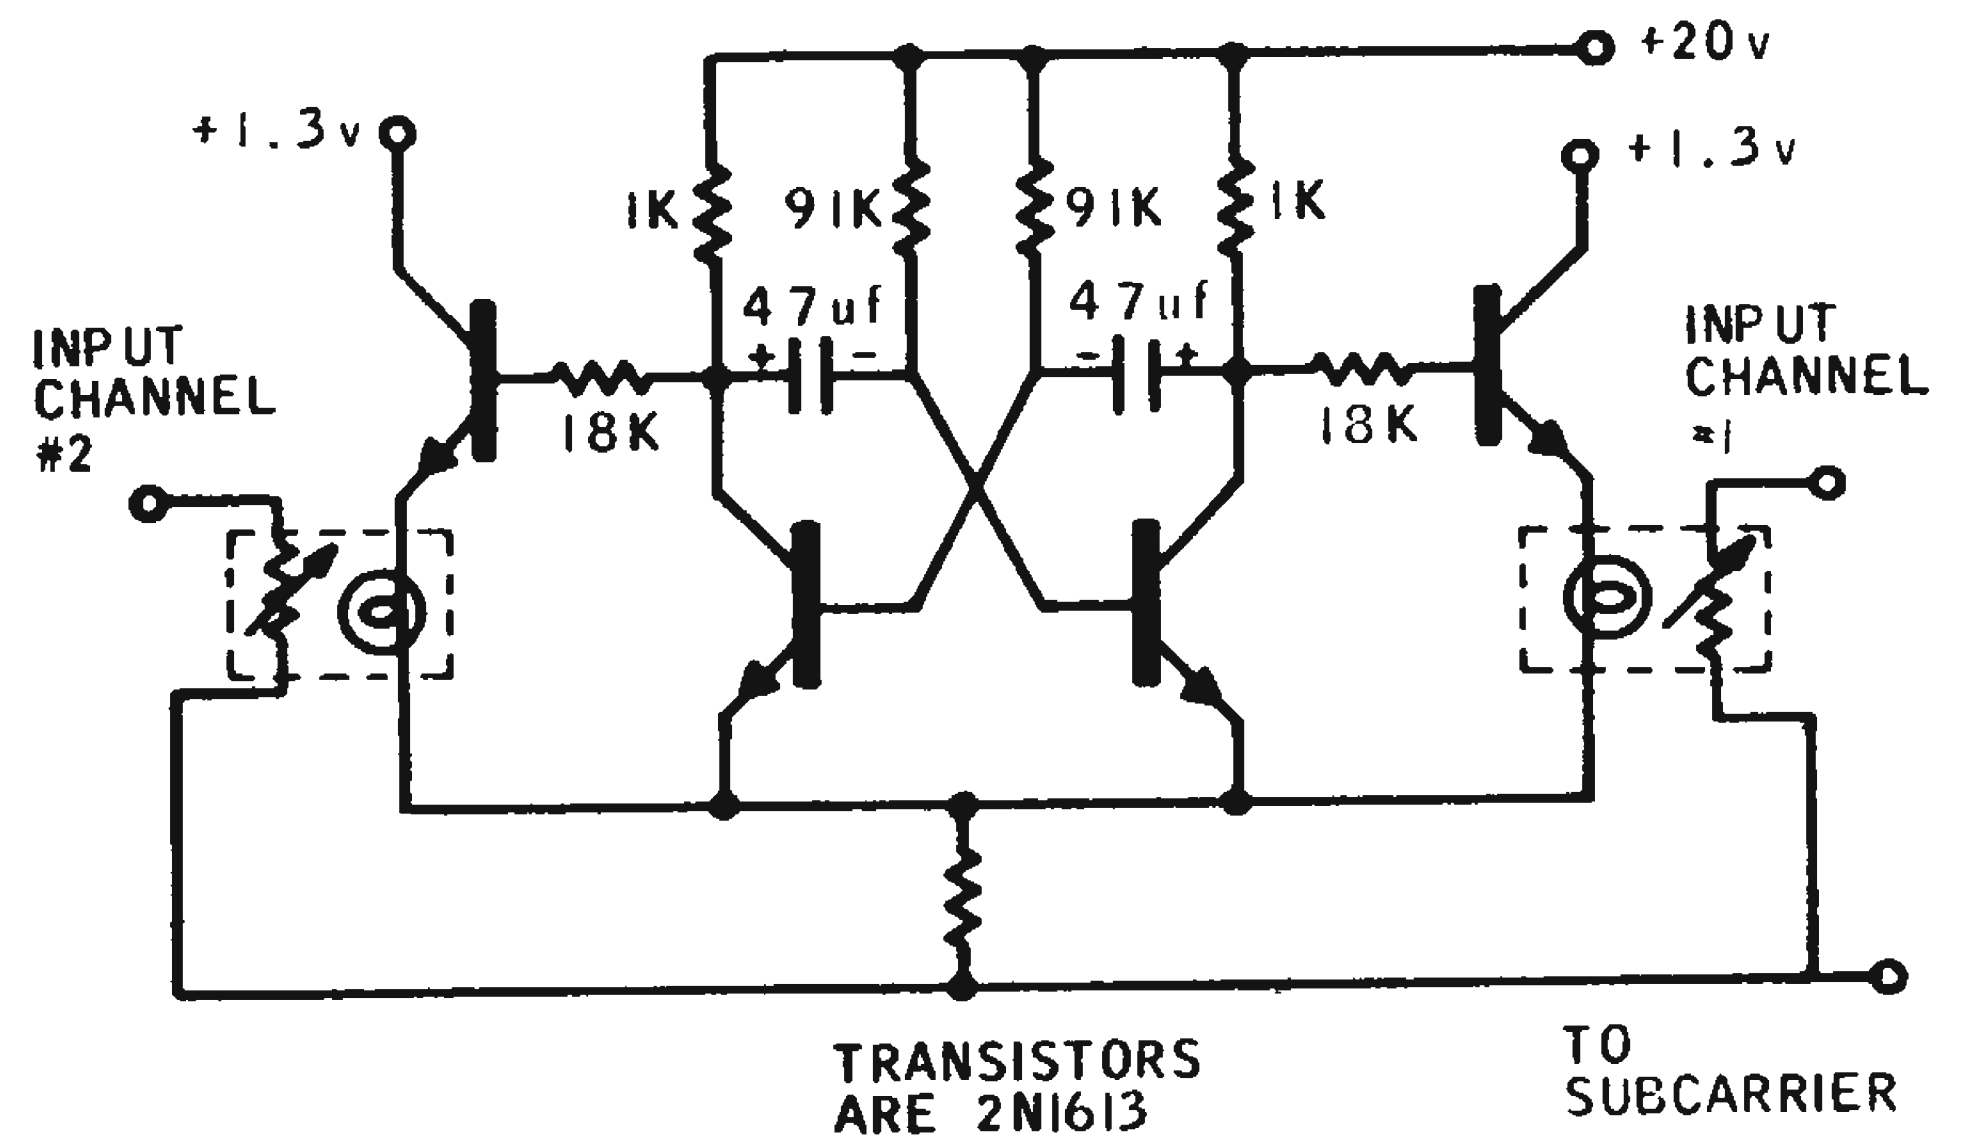 +20v
+1.3v
+1.3v
1K
91K
91K
1K
47uf
47uf
+
-
-
+
INPUT
CHANNEL
#2
18K
18K
INPUT
CHANNEL
#1
TRANSISTORS
ARE 2N1613
TO
SUBCARRIER